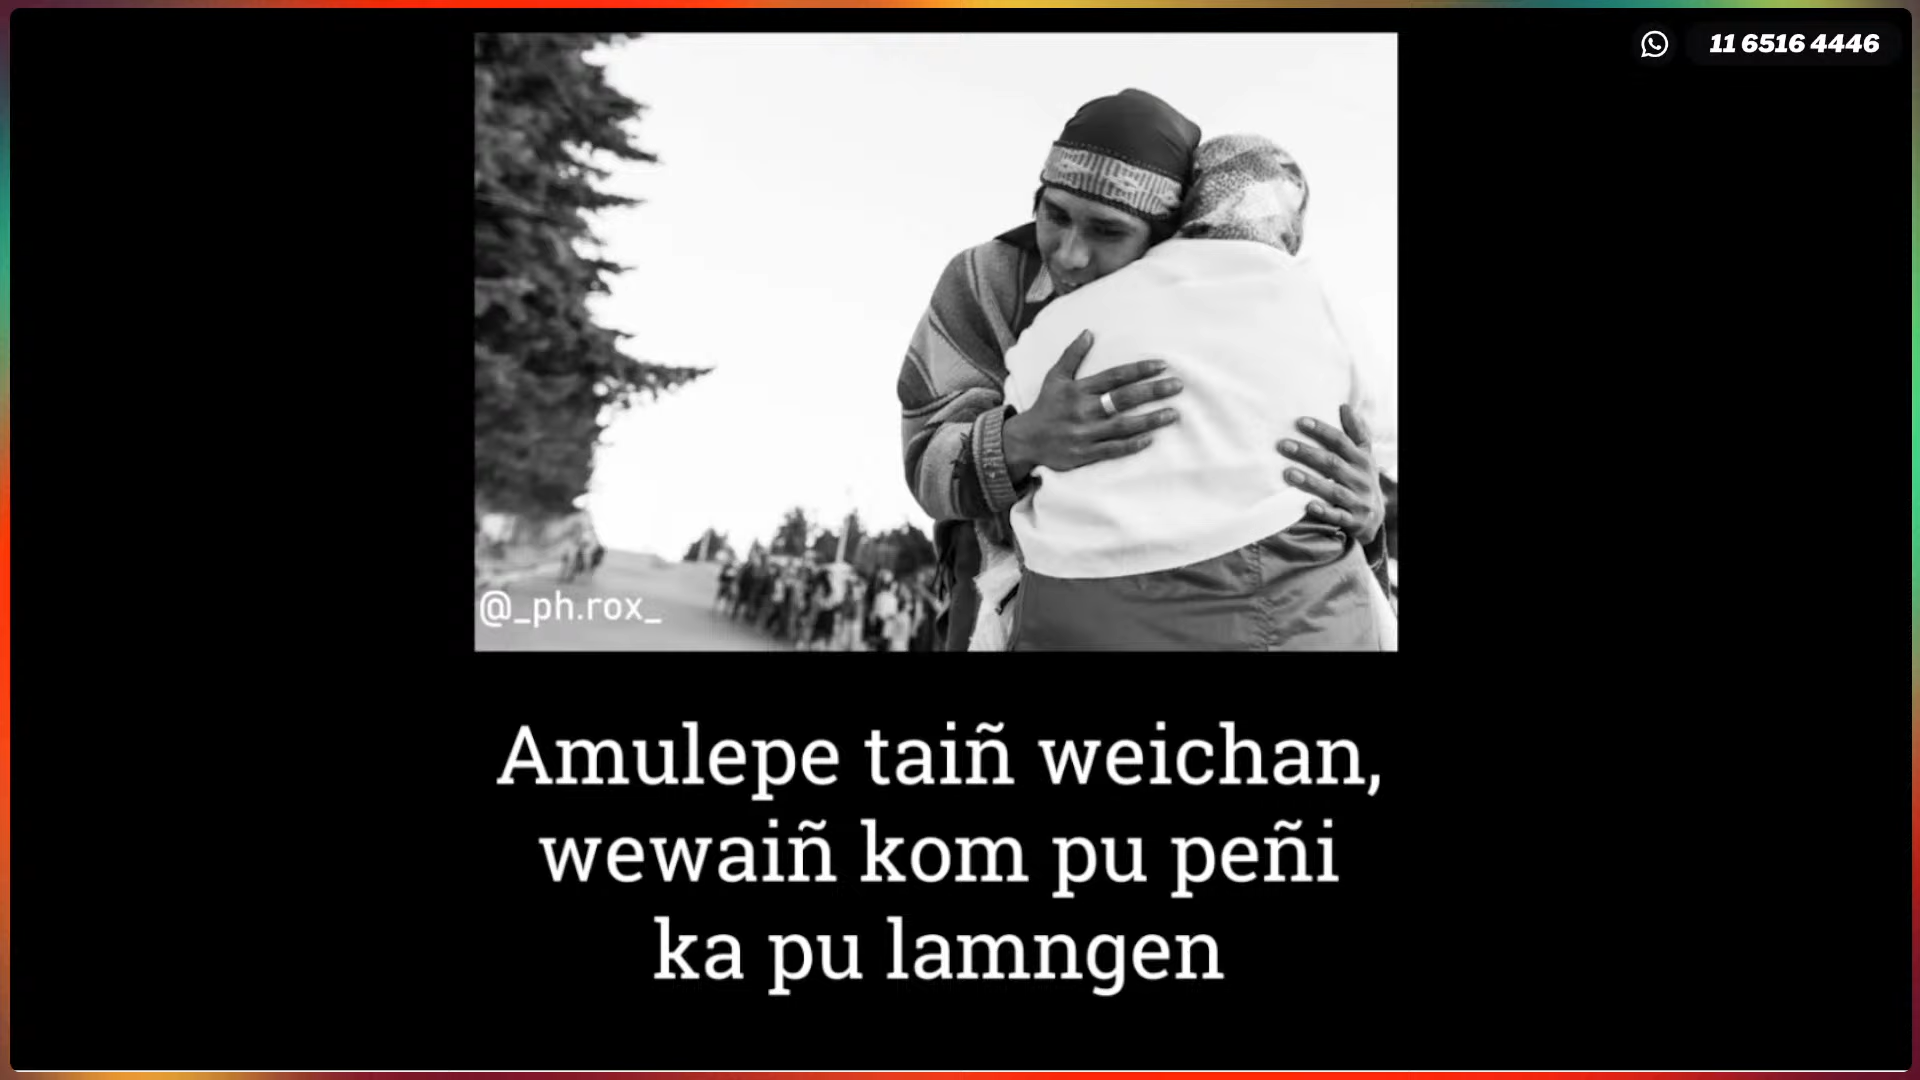 11 6516 4446
@_ph.rox_
Amulepe taiñ weichan,
wewaiñ kom pu peñi
ka pu lamngen